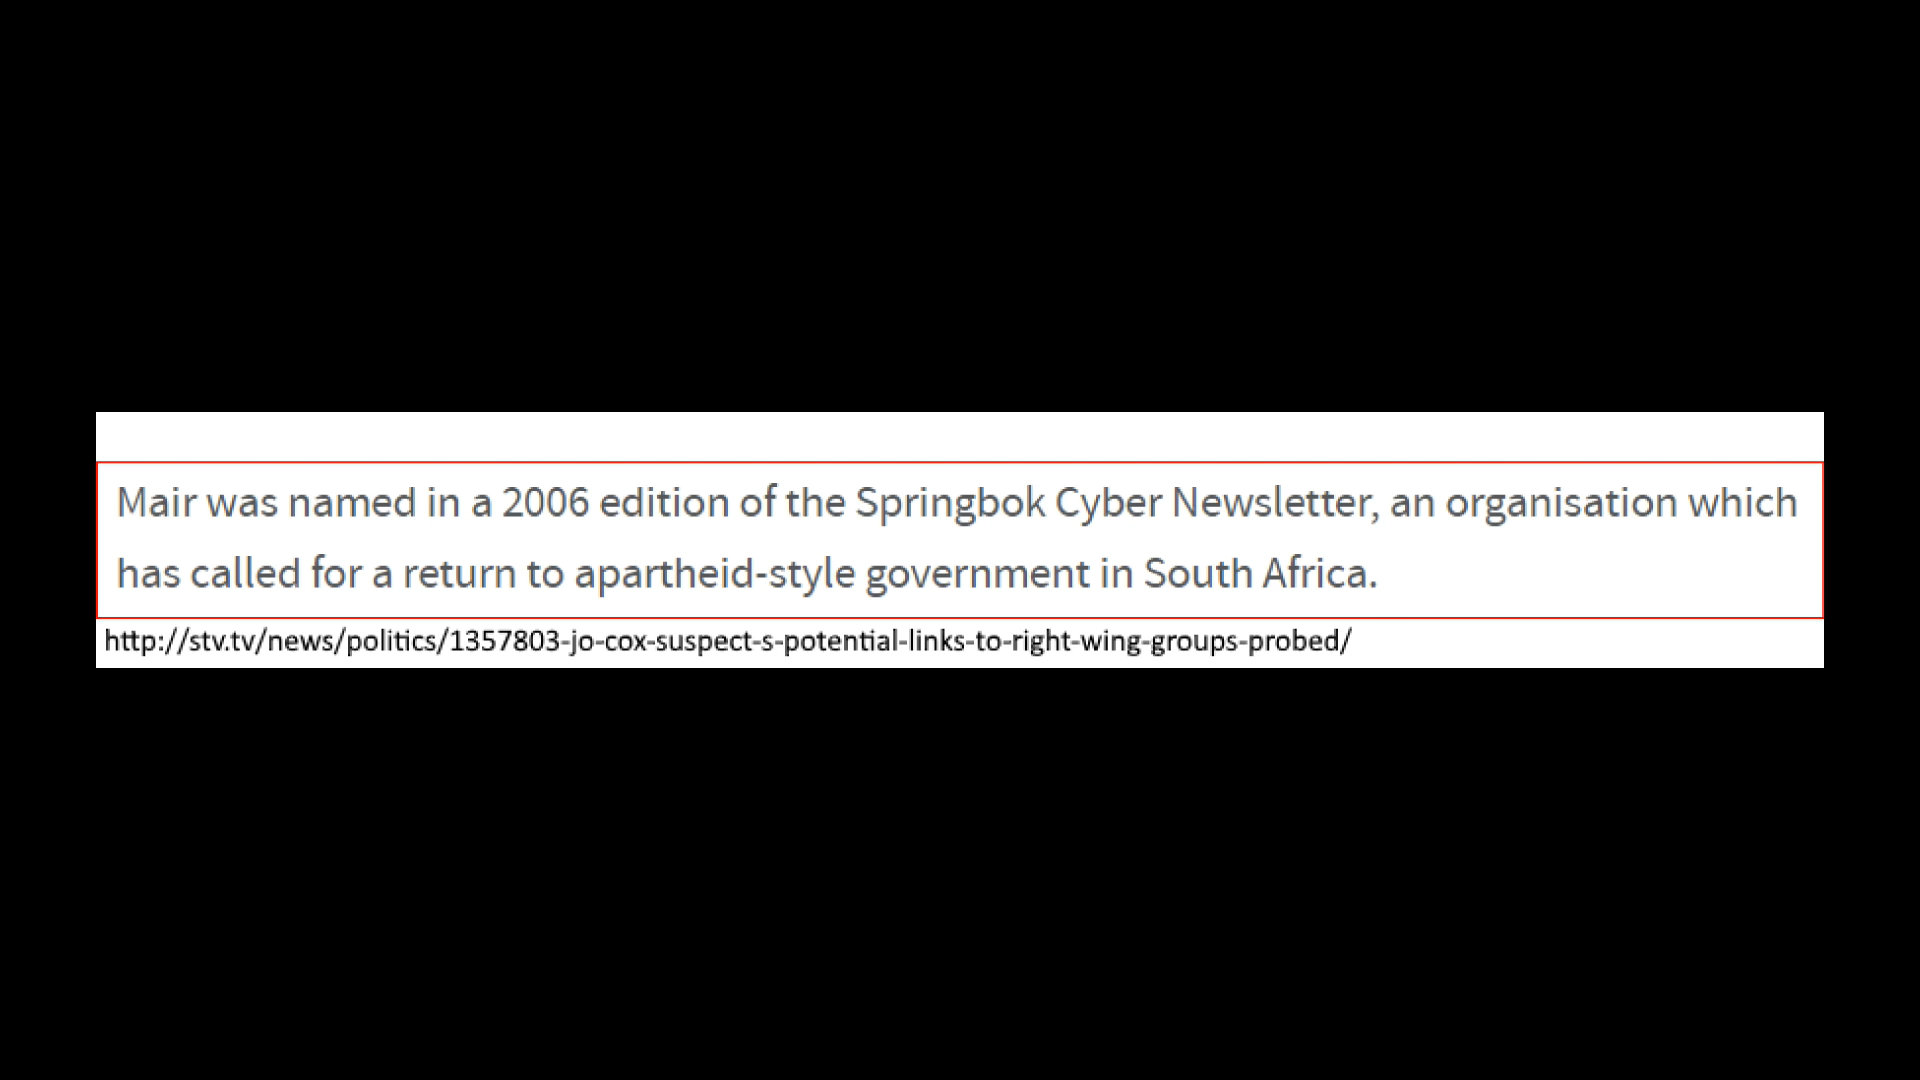 Mair was named in a 2006 edition of the Springbok Cyber Newsletter, an organisation which
has called for a return to apartheid-style government in South Africa.
http://stv.tv/news/politics/1357803-jo-cox-suspect-s-potential-links-to-right-wing-groups-probed/